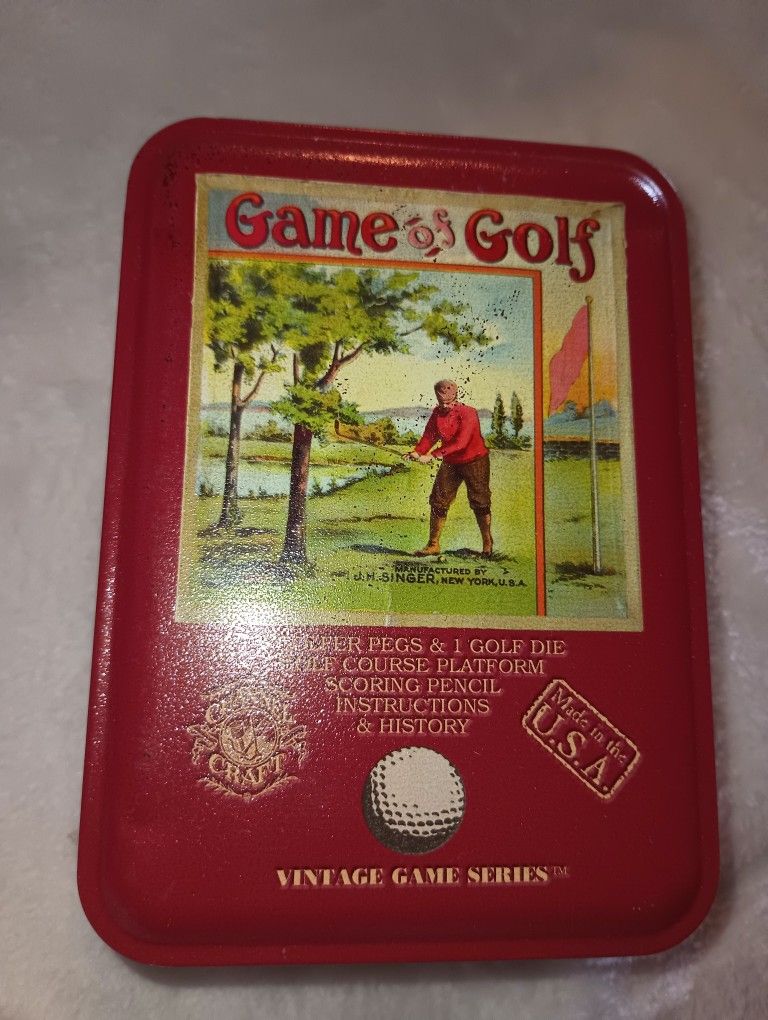 Game of Golf
MANUFACTURED BY
J.H. SINGER, NEW YORK, U.S.A.
PEGS & 1 GOLF DIE
GOLF COURSE PLATFORM
SCORING PENCIL
INSTRUCTIONS
& HISTORY
CRAFT
Made in the
U.S.A.
VINTAGE GAME SERIES™